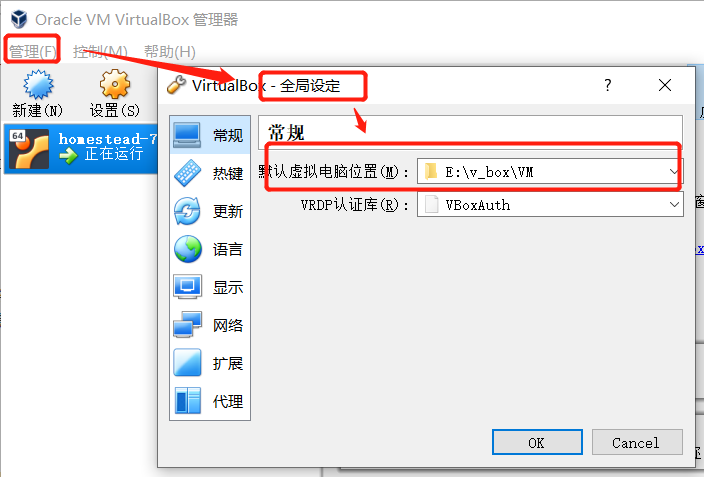 Oracle VM VirtualBox 管理器
管理(F) 控制(M) 帮助(H)
新建(N) 设置(S)
64 homestead-7
正在运行
VirtualBox - 全局设定
?
常规
热键
更新
语言
显示
网络
扩展
代理
常规
默认虚拟电脑位置(M): E:\v_box\VM
VRDP认证库(R): VBoxAuth
OK Cancel